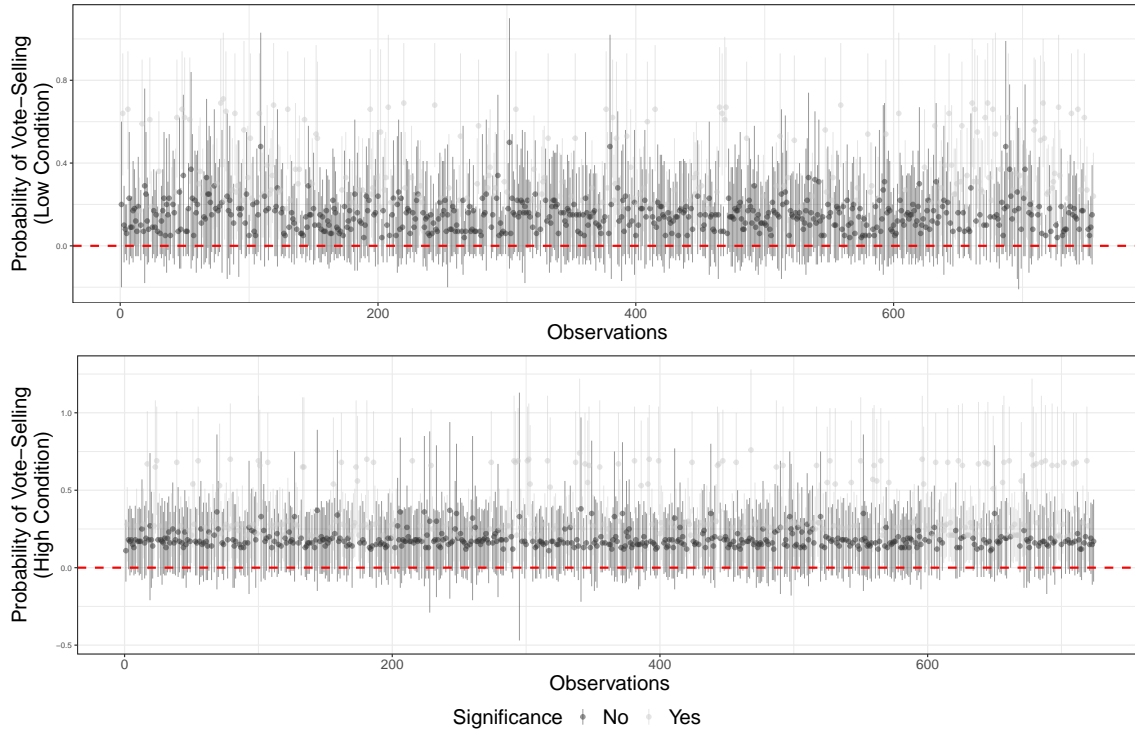 Probability of Vote−Selling
(Low Condition)
0.8
0.4
0.0
0 200 400 600
Observations
Probability of Vote−Selling
(High Condition)
1.0
0.5
0.0
−0.5
0 200 400 600
Observations
Significance No Yes